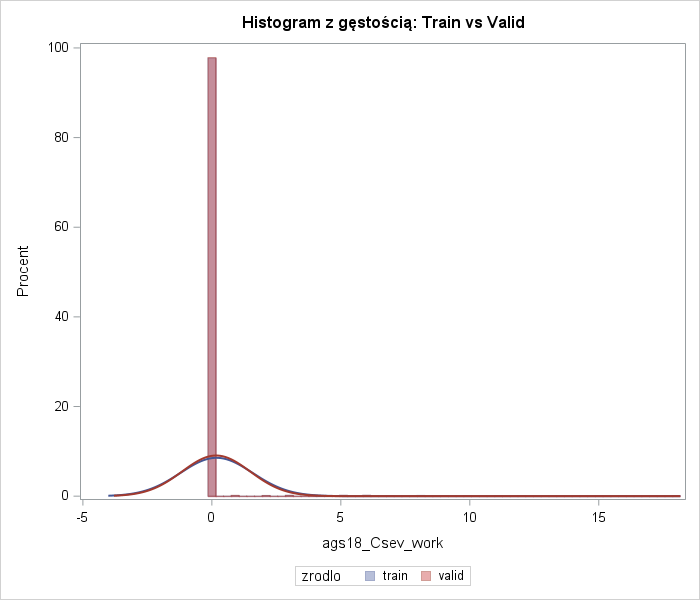 Histogram z gęstością: Train vs Valid
100
80
60
40
20
0
Procent
-5 0 5 10 15
ags18_Csev_work
zrodlo train valid